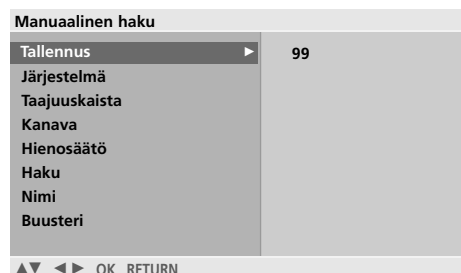 Manuaalinen haku
Tallennus ► 99
Järjestelmä
Taajuuskaista
Kanava
Hienosäätö
Haku
Nimi
Buusteri
▲▼ ◄► OK RETURN